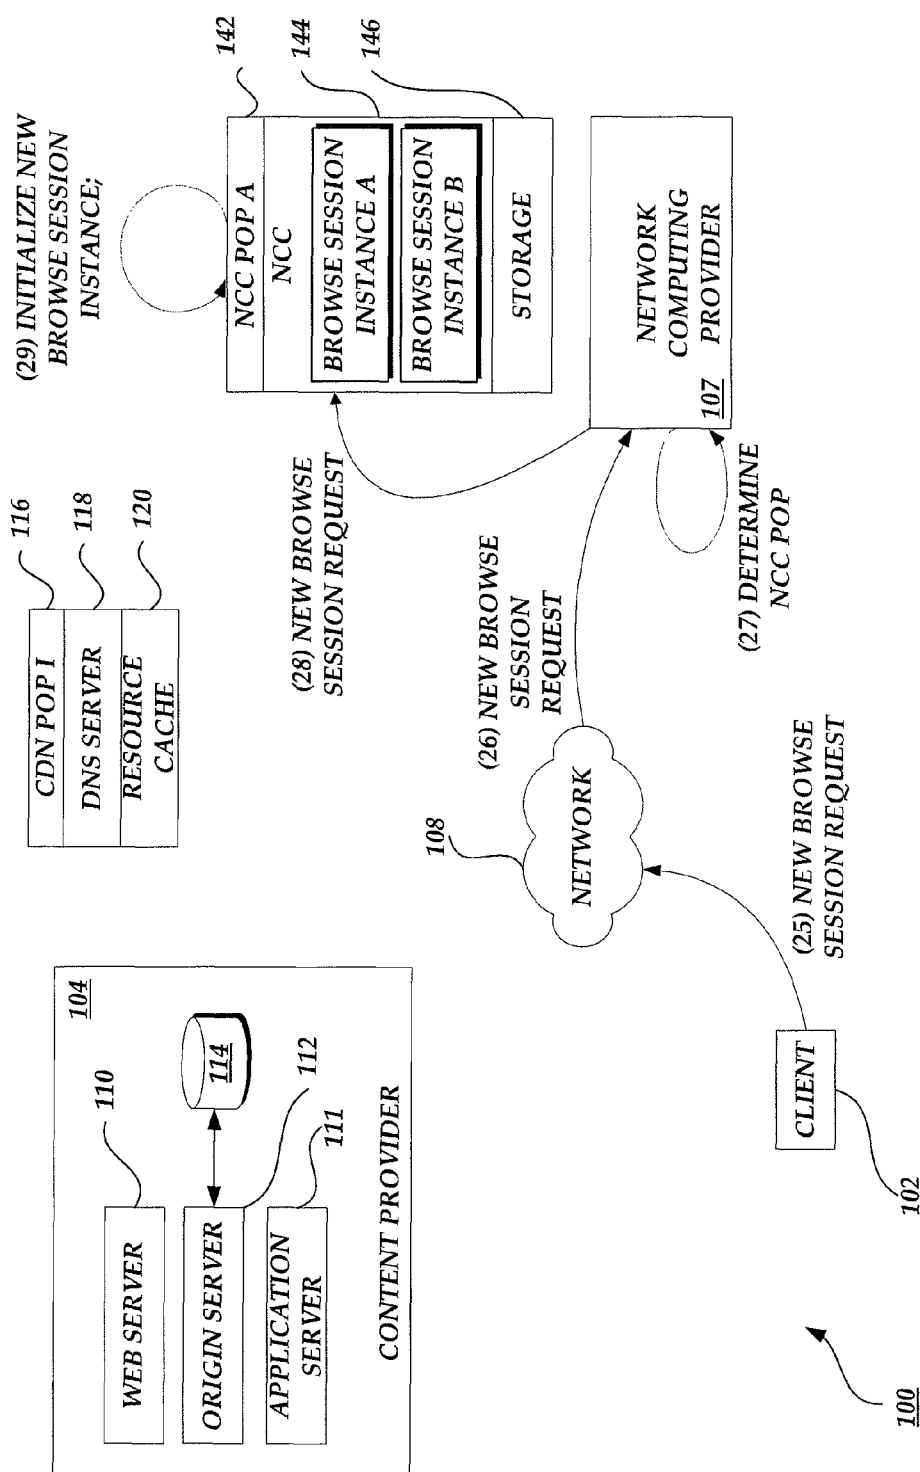 104
WEB SERVER
110
ORIGIN SERVER
114
112
APPLICATION
SERVER
111
CONTENT PROVIDER
CDN POP I
116
DNS SERVER
118
RESOURCE
CACHE
120
(29) INITIALIZE NEW
BROWSE SESSION
INSTANCE;
NCC POP A
142
NCC
144
BROWSE SESSION
INSTANCE A
BROWSE SESSION
INSTANCE B
STORAGE
146
(28) NEW BROWSE
SESSION REQUEST
(26) NEW BROWSE
SESSION
REQUEST
NETWORK
COMPUTING
PROVIDER
107
(27) DETERMINE
NCC POP
108
NETWORK
(25) NEW BROWSE
SESSION REQUEST
CLIENT
102
100